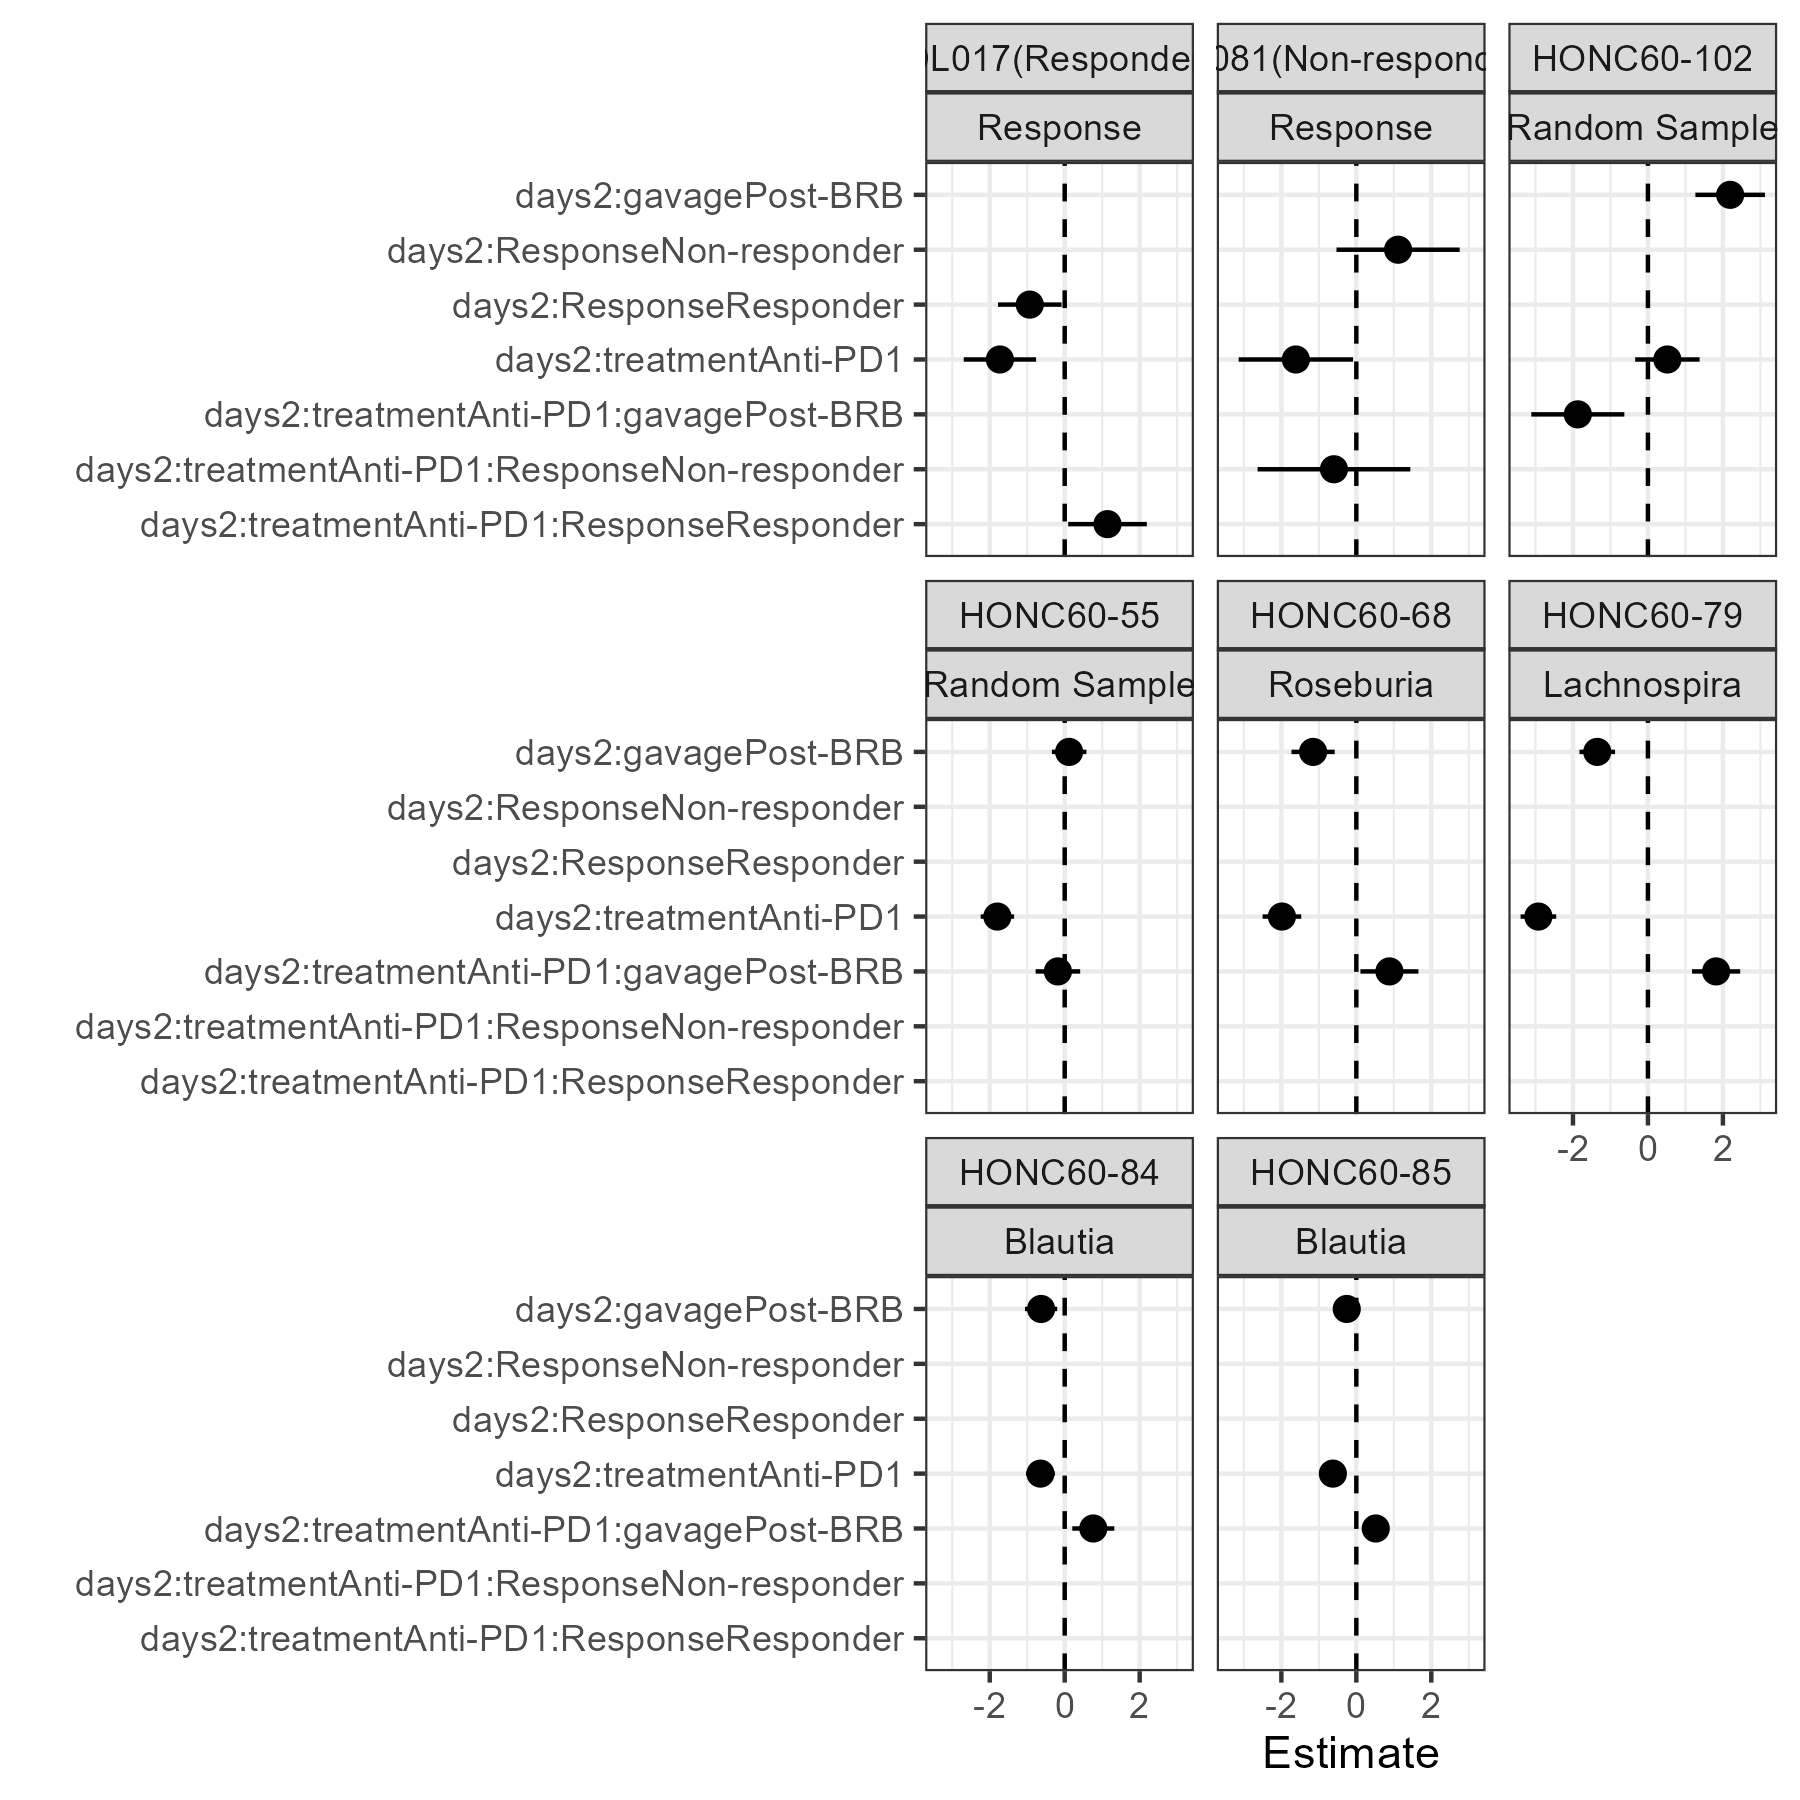 L017(Responde
081(Non-respon
HONC60-102
Response
Response
Random Sample
days2:gavagePost-BRB
days2:ResponseNon-responder
days2:ResponseResponder
days2:treatmentAnti-PD1
days2:treatmentAnti-PD1:gavagePost-BRB
days2:treatmentAnti-PD1:ResponseNon-responder
days2:treatmentAnti-PD1:ResponseResponder
HONC60-55
HONC60-68
HONC60-79
Random Sample
Roseburia
Lachnospira
days2:gavagePost-BRB
days2:ResponseNon-responder
days2:ResponseResponder
days2:treatmentAnti-PD1
days2:treatmentAnti-PD1:gavagePost-BRB
days2:treatmentAnti-PD1:ResponseNon-responder
days2:treatmentAnti-PD1:ResponseResponder
-2 0 2
HONC60-84
HONC60-85
Blautia
Blautia
days2:gavagePost-BRB
days2:ResponseNon-responder
days2:ResponseResponder
days2:treatmentAnti-PD1
days2:treatmentAnti-PD1:gavagePost-BRB
days2:treatmentAnti-PD1:ResponseNon-responder
days2:treatmentAnti-PD1:ResponseResponder
-2 0 2
-2 0 2
Estimate